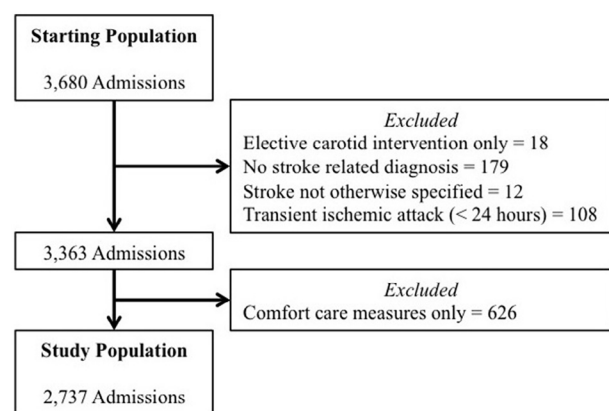 Starting Population
3,680 Admissions
Excluded
Elective carotid intervention only = 18
No stroke related diagnosis = 179
Stroke not otherwise specified = 12
Transient ischemic attack (< 24 hours) = 108
3,363 Admissions
Excluded
Comfort care measures only = 626
Study Population
2,737 Admissions